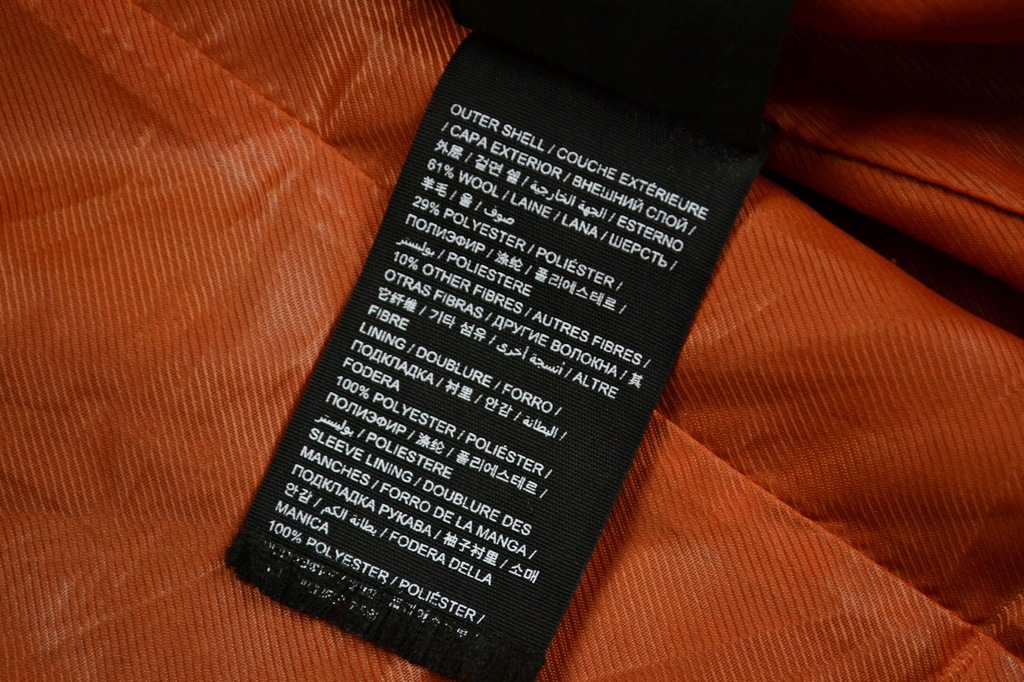 OUTER SHELL / COUCHE EXTÉRIEURE
/ CAPA EXTERIOR / ВНЕШНИЙ СЛОЙ /
外层 / 겉면 쉘 / الجهة الخارجية / ESTERNO
61% WOOL / LAINE / LANA / ШЕРСТЬ /
羊毛 / 울 / صوف
29% POLYESTER / POLIÉSTER /
ПОЛИЭФИР / 涤纶 / 폴리에스테르 /
بوليستر / POLIESTERE
10% OTHER FIBRES / AUTRES FIBRES /
OTRAS FIBRAS / ДРУГИЕ ВОЛОКНА / 其
它纤维 / 기타 섬유 / أنسجة أخرى / ALTRE
FIBRE
LINING / DOUBLURE / FORRO /
ПОДКЛАДКА / 衬里 / 안감 / البطانة /
FODERA
100% POLYESTER / POLIÉSTER /
ПОЛИЭФИР / 涤纶 / 폴리에스테르 /
بوليستر / POLIESTERE
SLEEVE LINING / DOUBLURE DES
MANCHES / FORRO DE LA MANGA /
ПОДКЛАДКА РУКАВА / 袖子衬里 / 소매
안감 / بطانة الكم / FODERA DELLA
MANICA
100% POLYESTER / POLIÉSTER /